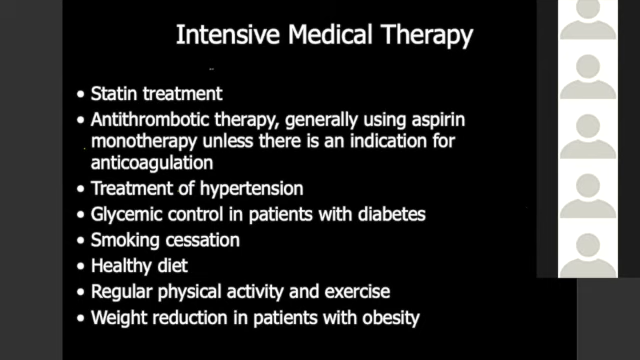 Intensive Medical Therapy
• Statin treatment
• Antithrombotic therapy, generally using aspirin
monotherapy unless there is an indication for
anticoagulation
• Treatment of hypertension
• Glycemic control in patients with diabetes
• Smoking cessation
• Healthy diet
• Regular physical activity and exercise
• Weight reduction in patients with obesity